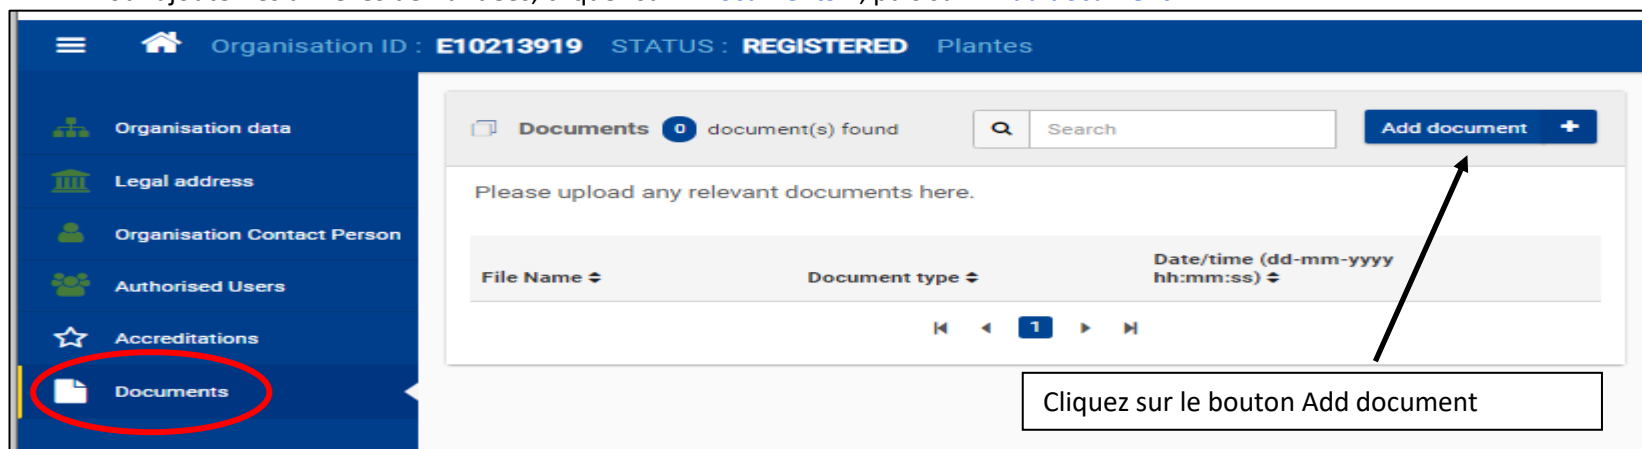 Organisation ID : E10213919 STATUS : REGISTERED Plantes
Organisation data
Legal address
Organisation Contact Person
Authorised Users
Accreditations
Documents
Documents 0 document(s) found
Search
Add document +
Please upload any relevant documents here.
File Name
Document type
Date/time (dd-mm-yyyy
hh:mm:ss)
1
Cliquez sur le bouton Add document